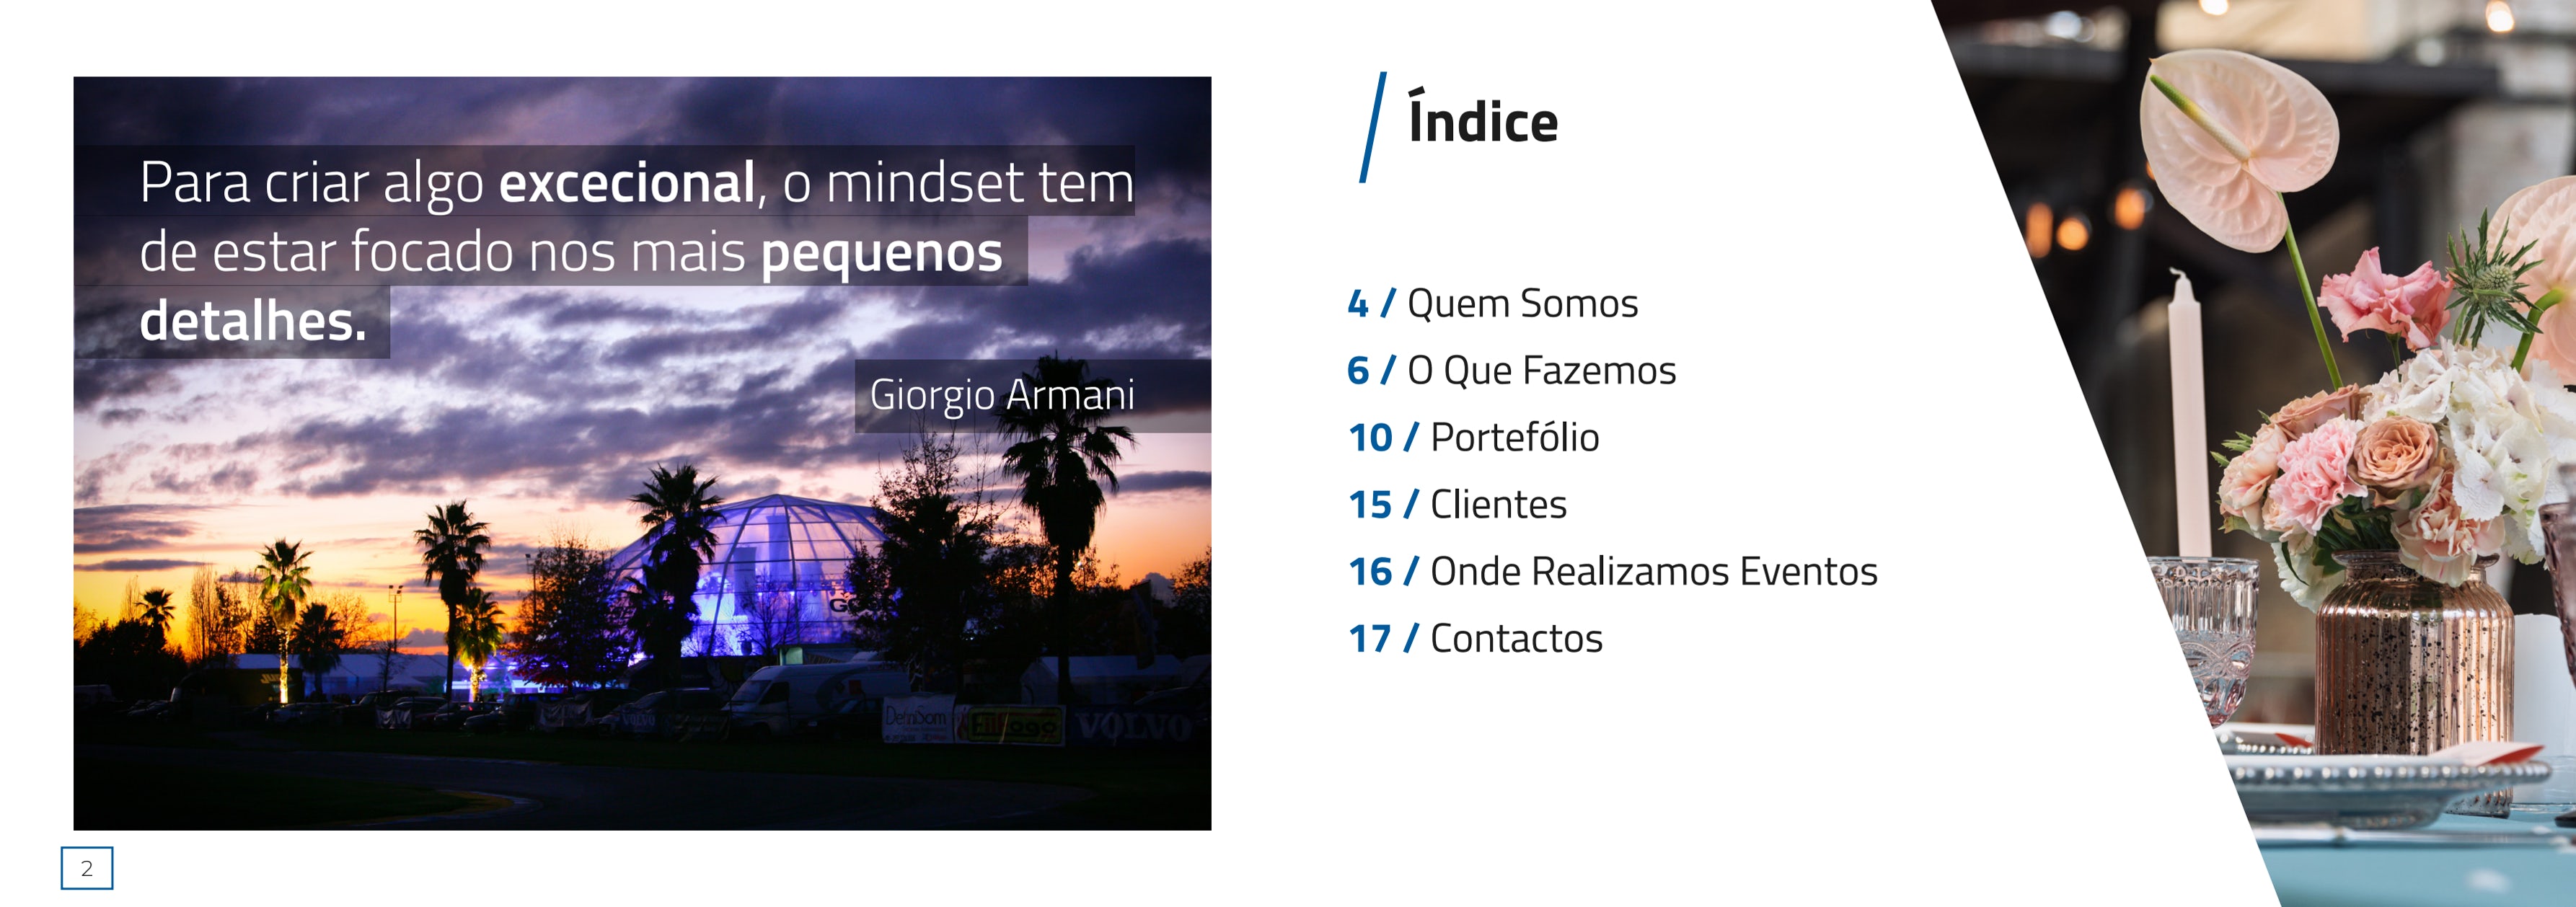 Para criar algo excecional, o mindset tem
de estar focado nos mais pequenos
detalhes.
Giorgio Armani
VOLVO
2
Índice
4 / Quem Somos
6 / O Que Fazemos
10 / Portefólio
15 / Clientes
16 / Onde Realizamos Eventos
17 / Contactos